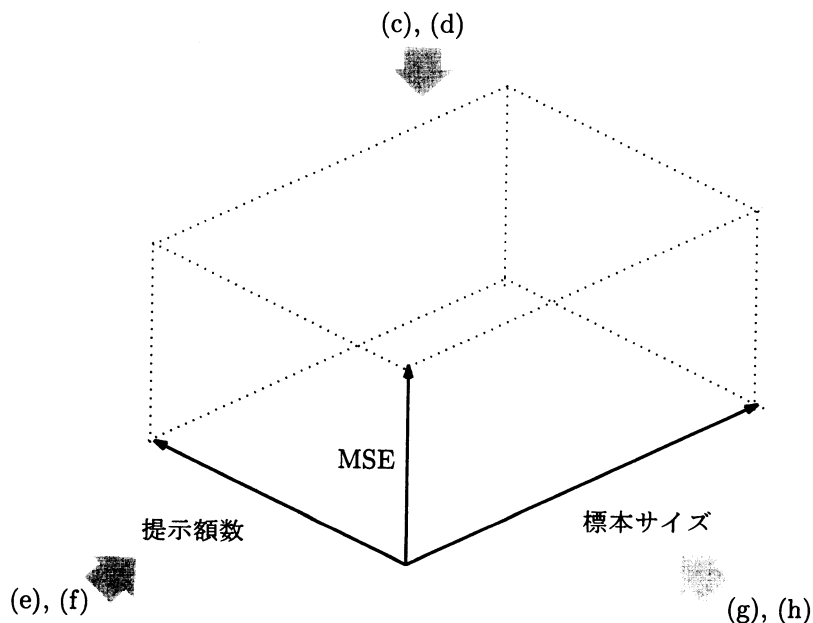 (c), (d)
MSE
提示額数
標本サイズ
(e), (f)
(g), (h)